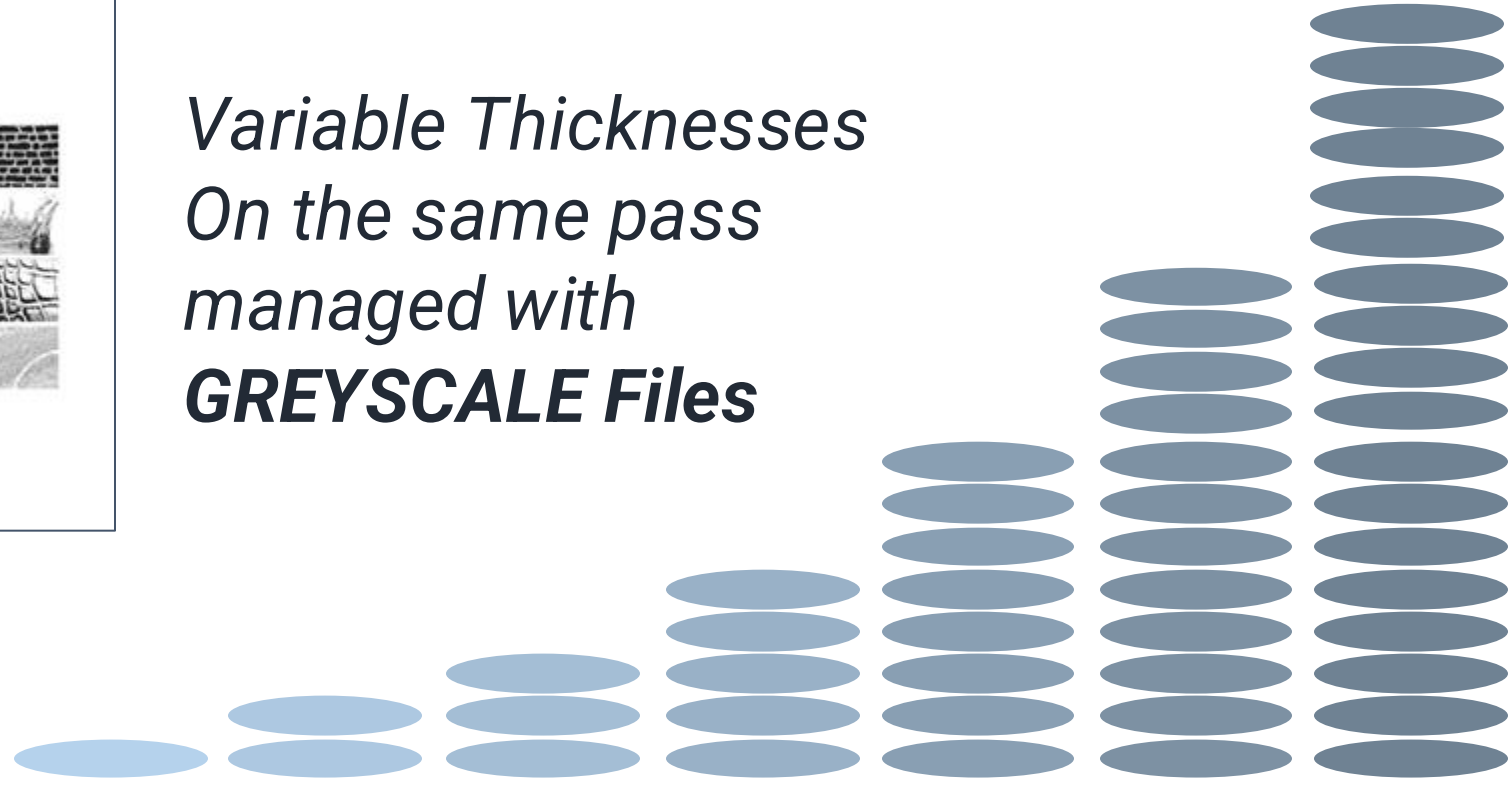 Variable Thicknesses
On the same pass
managed with
GREYSCALE Files